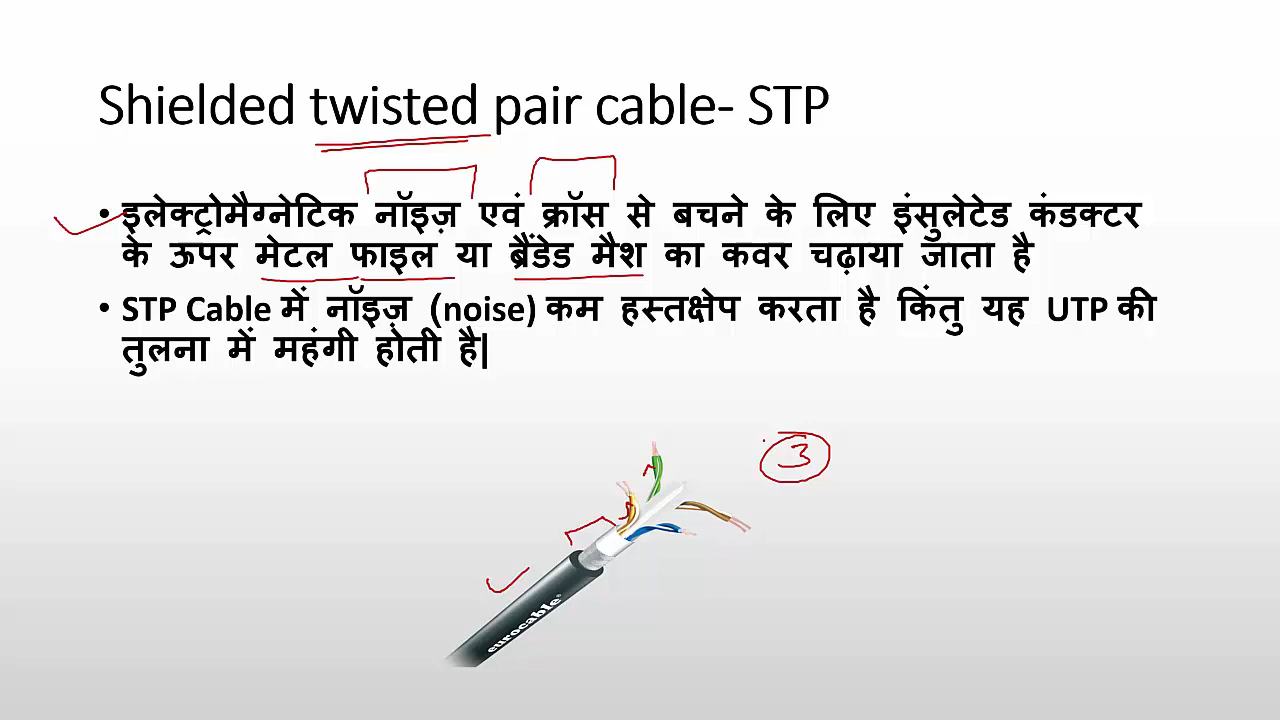 Shielded twisted pair cable- STP
• इलेक्ट्रोमैग्नेटिक नॉइज़ एवं क्रॉस से बचने के लिए इंसुलेटेड कंडक्टर
के ऊपर मेटल फाइल या ब्रैंडेड मैश का कवर चढ़ाया जाता है
• STP Cable में नॉइज़ (noise) कम हस्तक्षेप करता है किंतु यह UTP की
तुलना में महंगी होती है|
3
eurocable®